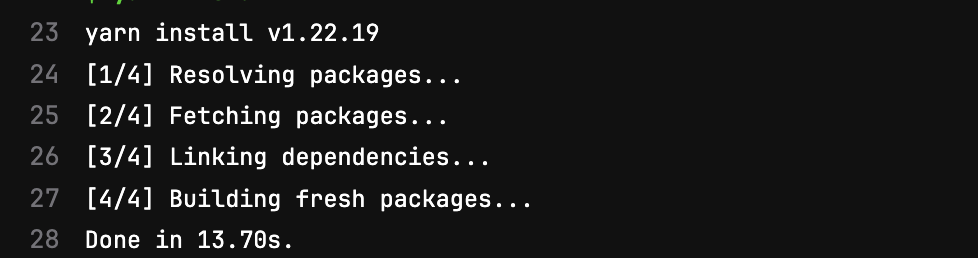 23 yarn install v1.22.19
24 [1/4] Resolving packages...
25 [2/4] Fetching packages...
26 [3/4] Linking dependencies...
27 [4/4] Building fresh packages...
28 Done in 13.70s.